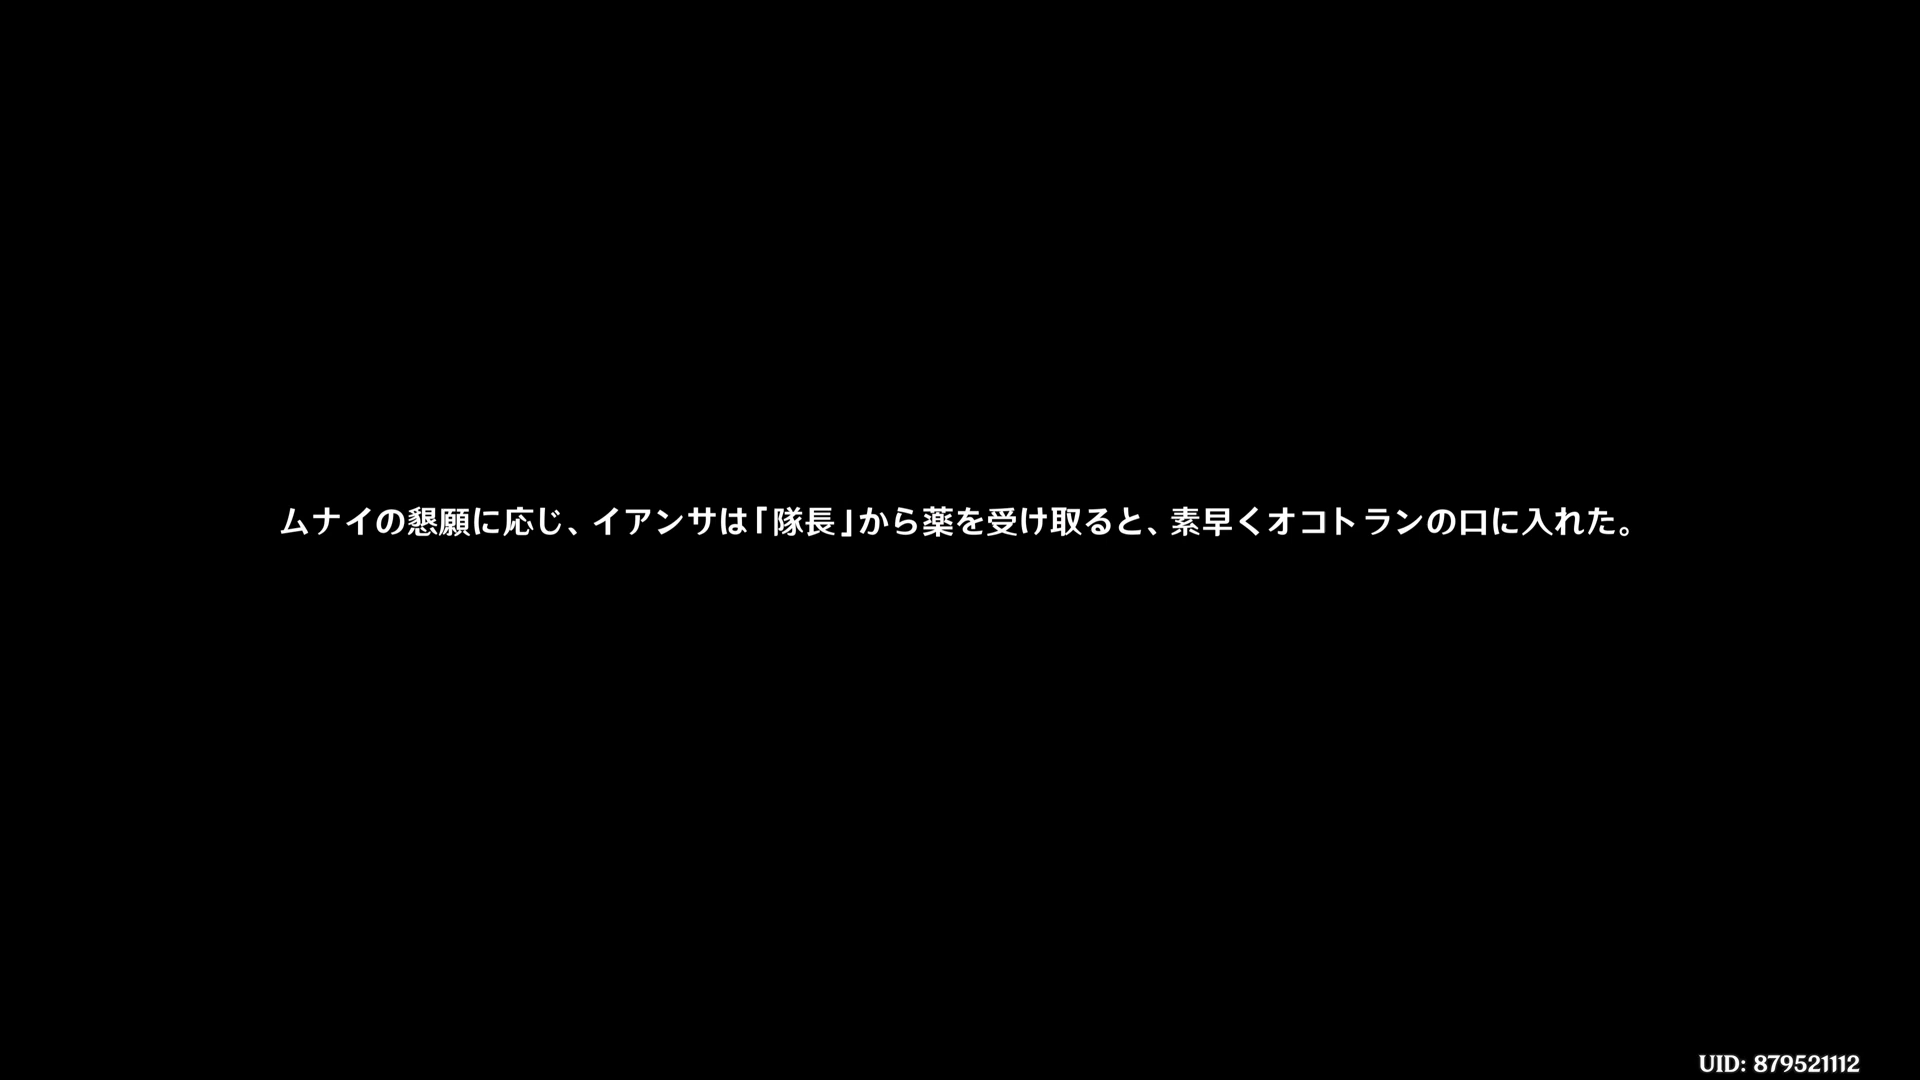 ムナイの懇願に応じ、イアンサは「隊長」から薬を受け取ると、素早くオコトランの口に入れた。
UID: 879521112